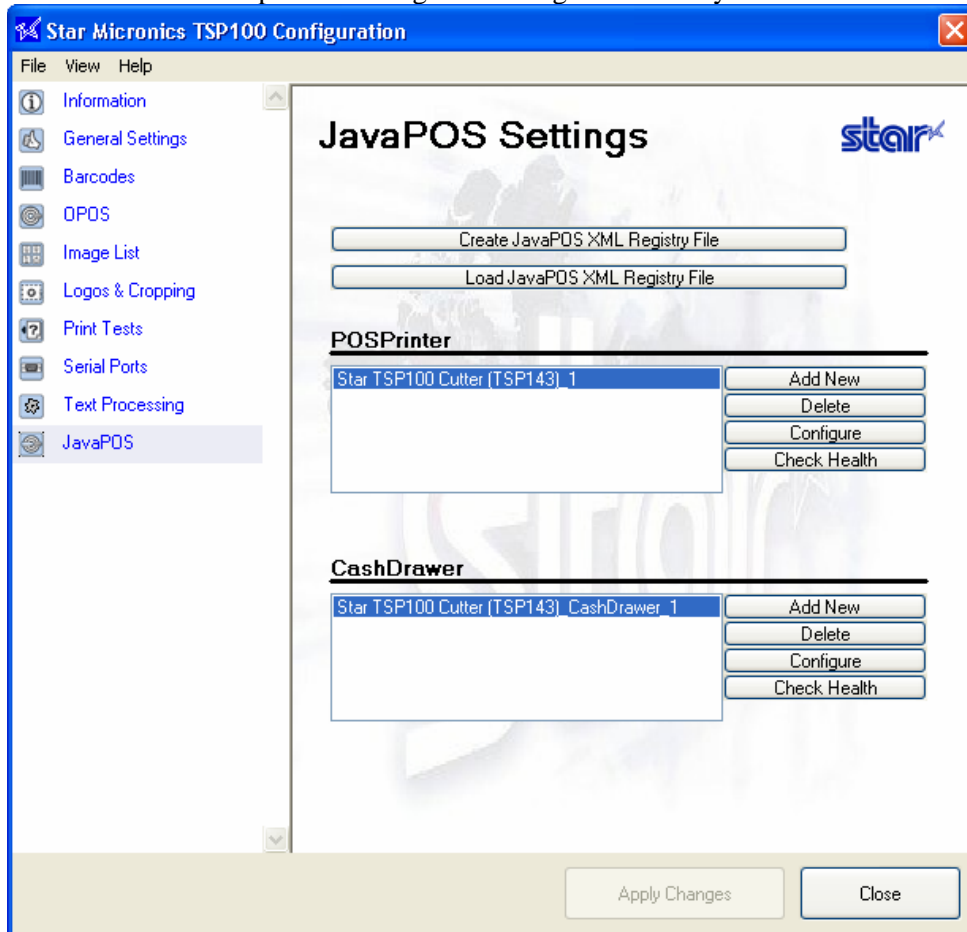 Star Micronics TSP100 Configuration
File View Help
Information
General Settings
Barcodes
OPOS
Image List
Logos & Cropping
Print Tests
Serial Ports
Text Processing
JavaPOS
JavaPOS Settings
star
Create JavaPOS XML Registry File
Load JavaPOS XML Registry File
POSPrinter
Star TSP100 Cutter (TSP143)_1
Add New
Delete
Configure
Check Health
CashDrawer
Star TSP100 Cutter (TSP143)_CashDrawer_1
Add New
Delete
Configure
Check Health
Apply Changes
Close